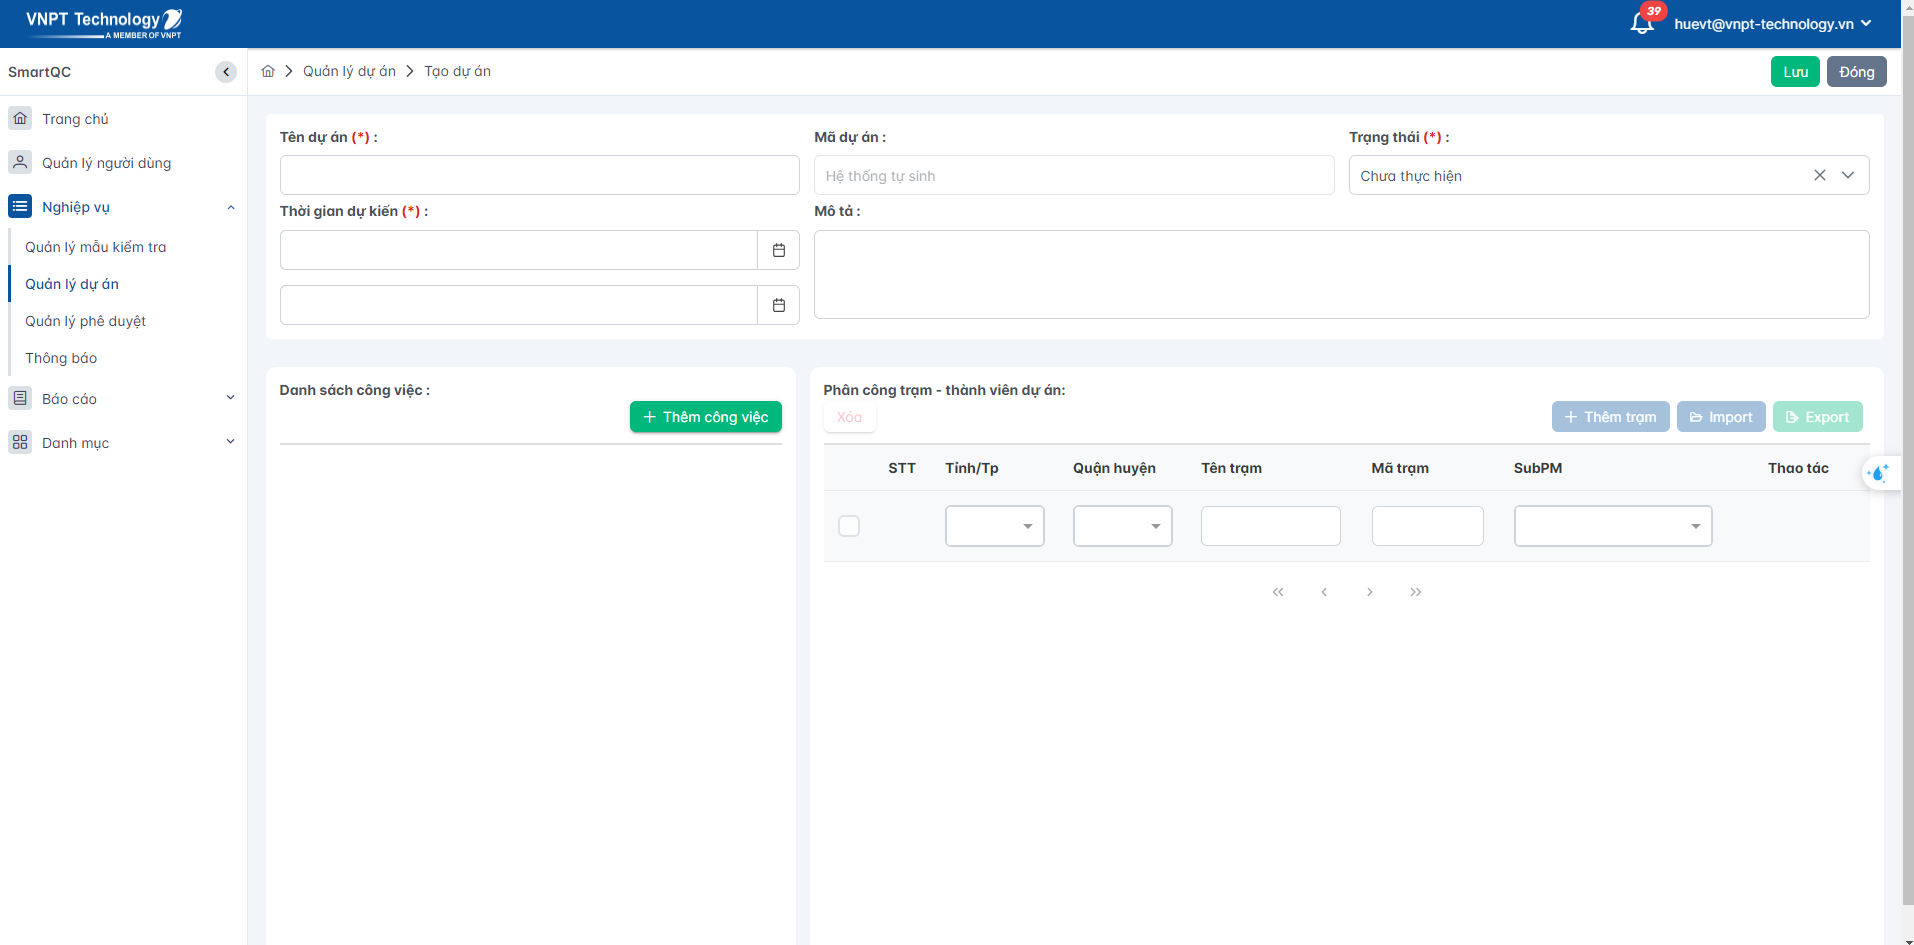 VNPT Technology
A MEMBER OF VNPT
39
huevt@vnpt-technology.vn
SmartQC
Quản lý dự án
Tạo dự án
Lưu
Đóng
Trang chủ
Quản lý người dùng
Nghiệp vụ
Quản lý mẫu kiểm tra
Quản lý dự án
Quản lý phê duyệt
Thông báo
Báo cáo
Danh mục
Tên dự án (*) :
Mã dự án :
Trạng thái (*) :
Hệ thống tự sinh
Chưa thực hiện
Thời gian dự kiến (*) :
Mô tả :
Danh sách công việc :
Thêm công việc
Phân công trạm - thành viên dự án:
Xóa
Thêm trạm
Import
Export
STT Tỉnh/Tp Quận huyện Tên trạm Mã trạm SubPM Thao tác